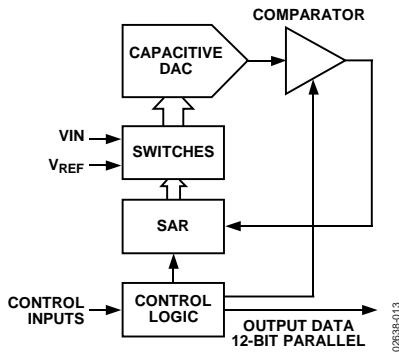 COMPARATOR
CAPACITIVE
DAC
VIN
VREF
SWITCHES
SAR
CONTROL
INPUTS
CONTROL
LOGIC
OUTPUT DATA
12-BIT PARALLEL
02638-013